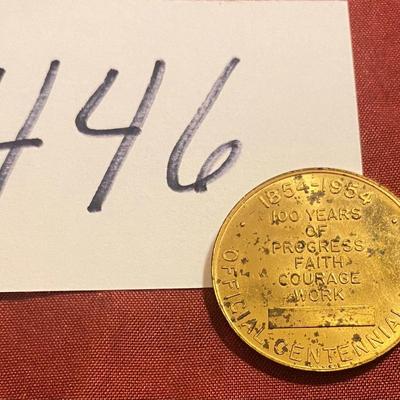 446
1854-1954
100 YEARS
OF
PROGRESS
FAITH
COURAGE
WORK
OFFICIAL CENTENNIAL